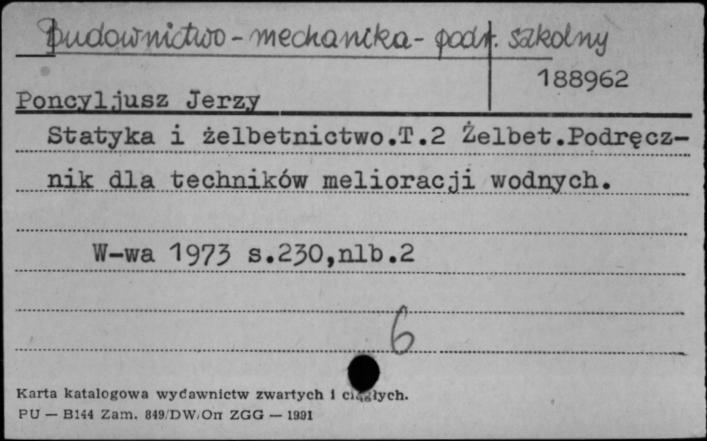 Budownictwo - mechanika - podr. szkolny
188962
Poncyljusz Jerzy
Statyka i żelbetnictwo.T.2 Żelbet.Podręcz-
nik dla techników melioracji wodnych.
W-wa 1973 s.230,nlb.2
6
Karta katalogowa wydawnictw zwartych i ciągłych.
PU — B144 Zam. 849/DW/On ZGG — 1991